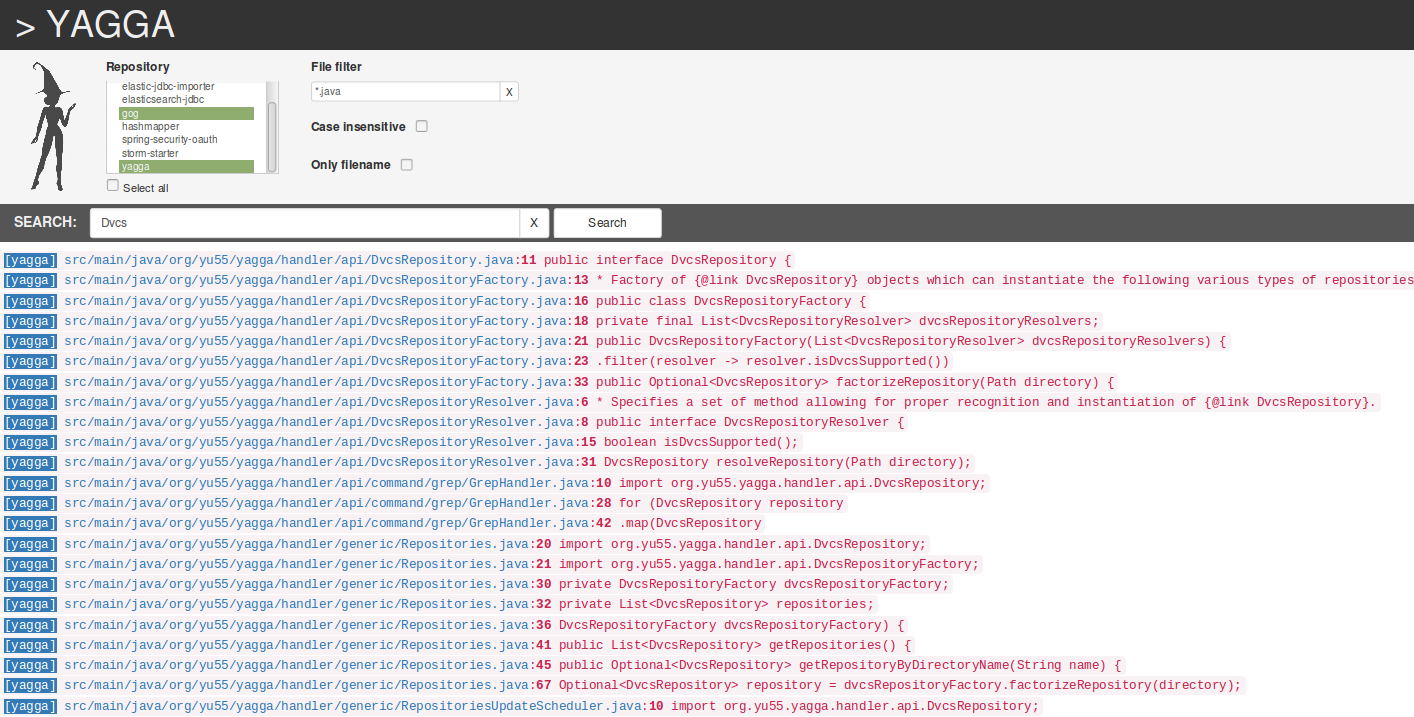 > YAGGA
Repository
elastic-jdbc-importer
elasticsearch-jdbc
gog
hashmapper
spring-security-oauth
storm-starter
yagga
Select all
File filter
*.java X
Case insensitive
Only filename
SEARCH: Dvcs X Search
[yagga] src/main/java/org/yu55/yagga/handler/api/DvcsRepository.java:11 public interface DvcsRepository {
[yagga] src/main/java/org/yu55/yagga/handler/api/DvcsRepositoryFactory.java:13 * Factory of {@link DvcsRepository} objects which can instantiate the following various types of repositories
[yagga] src/main/java/org/yu55/yagga/handler/api/DvcsRepositoryFactory.java:16 public class DvcsRepositoryFactory {
[yagga] src/main/java/org/yu55/yagga/handler/api/DvcsRepositoryFactory.java:18 private final List<DvcsRepositoryResolver> dvcsRepositoryResolvers;
[yagga] src/main/java/org/yu55/yagga/handler/api/DvcsRepositoryFactory.java:21 public DvcsRepositoryFactory(List<DvcsRepositoryResolver> dvcsRepositoryResolvers) {
[yagga] src/main/java/org/yu55/yagga/handler/api/DvcsRepositoryFactory.java:23 .filter(resolver -> resolver.isDvcsSupported())
[yagga] src/main/java/org/yu55/yagga/handler/api/DvcsRepositoryFactory.java:33 public Optional<DvcsRepository> factorizeRepository(Path directory) {
[yagga] src/main/java/org/yu55/yagga/handler/api/DvcsRepositoryResolver.java:6 * Specifies a set of method allowing for proper recognition and instantiation of {@link DvcsRepository}.
[yagga] src/main/java/org/yu55/yagga/handler/api/DvcsRepositoryResolver.java:8 public interface DvcsRepositoryResolver {
[yagga] src/main/java/org/yu55/yagga/handler/api/DvcsRepositoryResolver.java:15 boolean isDvcsSupported();
[yagga] src/main/java/org/yu55/yagga/handler/api/DvcsRepositoryResolver.java:31 DvcsRepository resolveRepository(Path directory);
[yagga] src/main/java/org/yu55/yagga/handler/api/command/grep/GrepHandler.java:10 import org.yu55.yagga.handler.api.DvcsRepository;
[yagga] src/main/java/org/yu55/yagga/handler/api/command/grep/GrepHandler.java:28 for (DvcsRepository repository
[yagga] src/main/java/org/yu55/yagga/handler/api/command/grep/GrepHandler.java:42 .map(DvcsRepository
[yagga] src/main/java/org/yu55/yagga/handler/generic/Repositories.java:20 import org.yu55.yagga.handler.api.DvcsRepository;
[yagga] src/main/java/org/yu55/yagga/handler/generic/Repositories.java:21 import org.yu55.yagga.handler.api.DvcsRepositoryFactory;
[yagga] src/main/java/org/yu55/yagga/handler/generic/Repositories.java:30 private DvcsRepositoryFactory dvcsRepositoryFactory;
[yagga] src/main/java/org/yu55/yagga/handler/generic/Repositories.java:32 private List<DvcsRepository> repositories;
[yagga] src/main/java/org/yu55/yagga/handler/generic/Repositories.java:36 DvcsRepositoryFactory dvcsRepositoryFactory) {
[yagga] src/main/java/org/yu55/yagga/handler/generic/Repositories.java:41 public List<DvcsRepository> getRepositories() {
[yagga] src/main/java/org/yu55/yagga/handler/generic/Repositories.java:45 public Optional<DvcsRepository> getRepositoryByDirectoryName(String name) {
[yagga] src/main/java/org/yu55/yagga/handler/generic/Repositories.java:67 Optional<DvcsRepository> repository = dvcsRepositoryFactory.factorizeRepository(directory);
[yagga] src/main/java/org/yu55/yagga/handler/generic/RepositoriesUpdateScheduler.java:10 import org.yu55.yagga.handler.api.DvcsRepository;